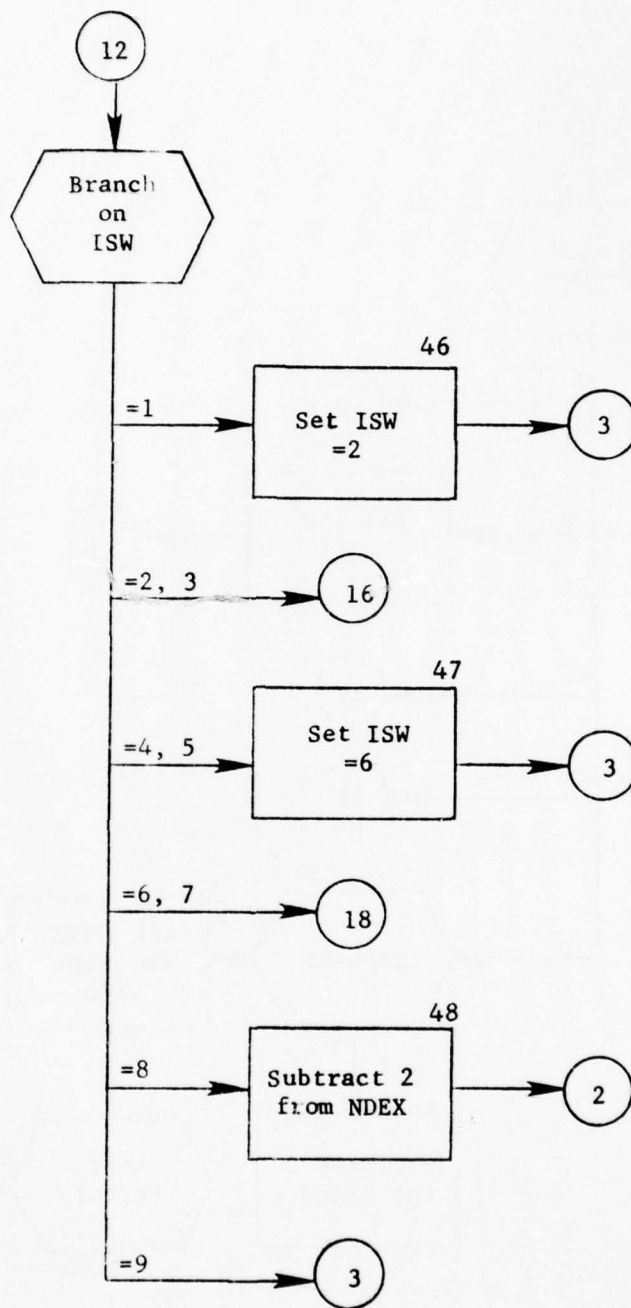 12
Branch
on
ISW
46
=1
Set ISW
=2
3
=2, 3
16
47
=4, 5
Set ISW
=6
3
=6, 7
18
48
=8
Subtract 2
from NDEX
2
=9
3